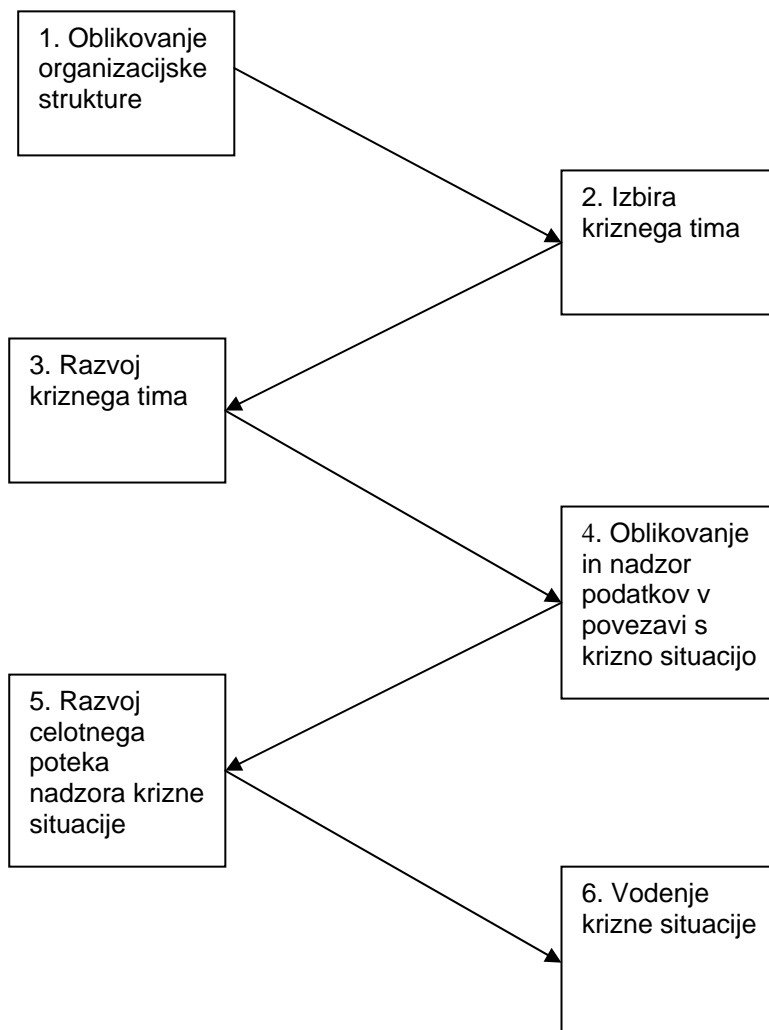 1. Oblikovanje
organizacijske
strukture
2. Izbira
kriznega tima
3. Razvoj
kriznega tima
4. Oblikovanje
in nadzor
podatkov v
povezavi s
krizno situacijo
5. Razvoj
celotnega
poteka
nadzora krizne
situacije
6. Vodenje
krizne situacije